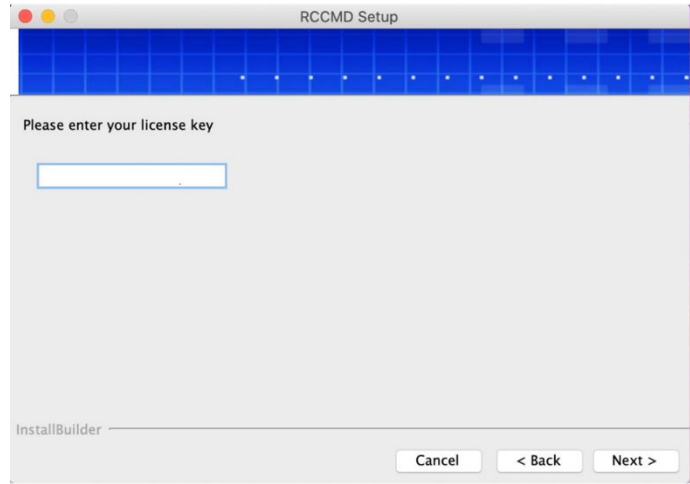 RCCMD Setup
Please enter your license key
InstallBuilder
Cancel
< Back
Next >